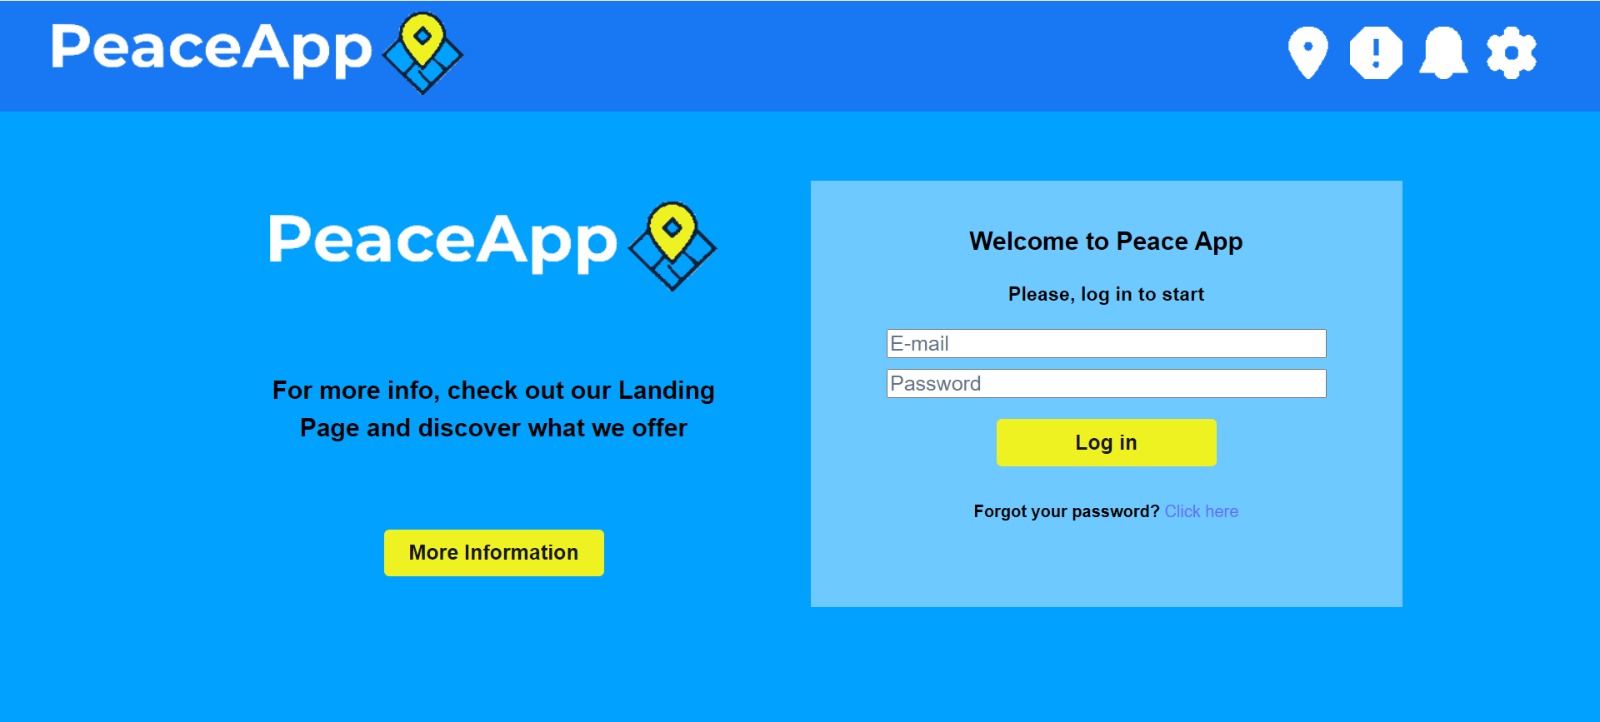 PeaceApp
PeaceApp
For more info, check out our Landing
Page and discover what we offer
More Information
Welcome to Peace App
Please, log in to start
E-mail
Password
Log in
Forgot your password? Click here